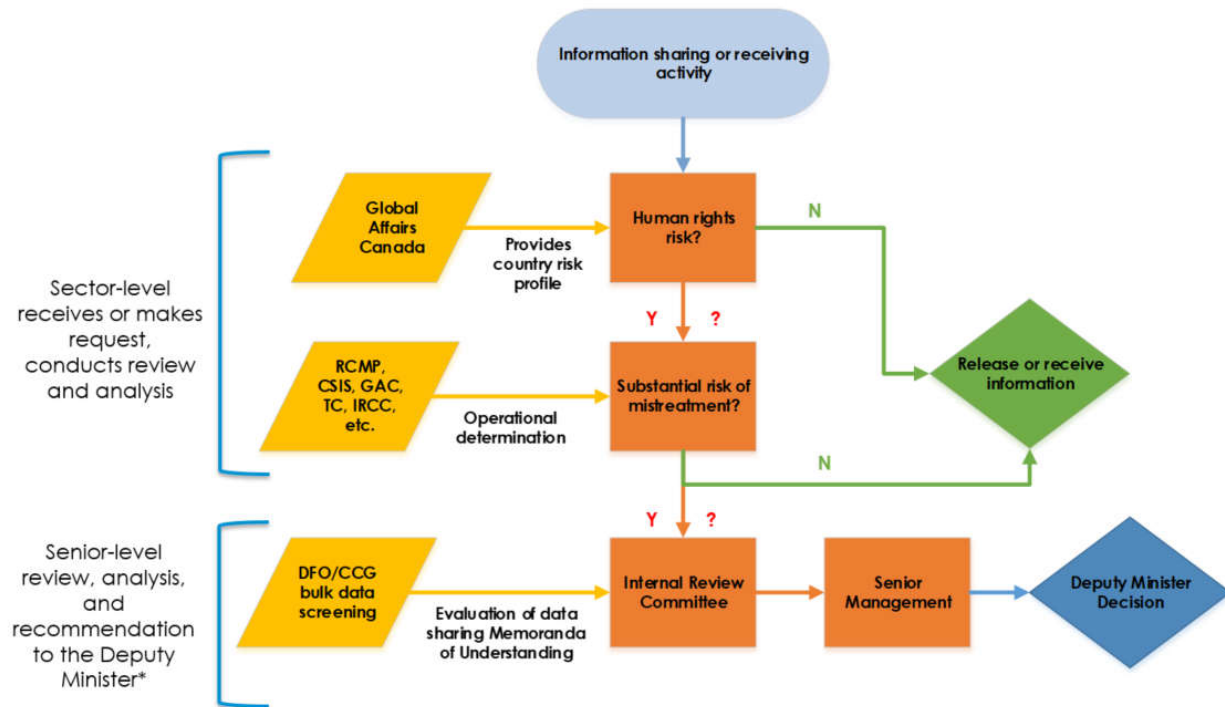 Information sharing or receiving
activity
Sector-level
receives or makes
request,
conducts review
and analysis
Global
Affairs
Canada
Provides
country risk
profile
Human rights
risk?
N
Y ?
RCMP,
CSIS, GAC,
TC, IRCC,
etc.
Operational
determination
Substantial risk of
mistreatment?
Release or receive
information
N
Y ?
Senior-level
review, analysis,
and
recommendation
to the Deputy
Minister*
DFO/CCG
bulk data
screening
Evaluation of data
sharing Memoranda
of Understanding
Internal Review
Committee
Senior
Management
Deputy Minister
Decision